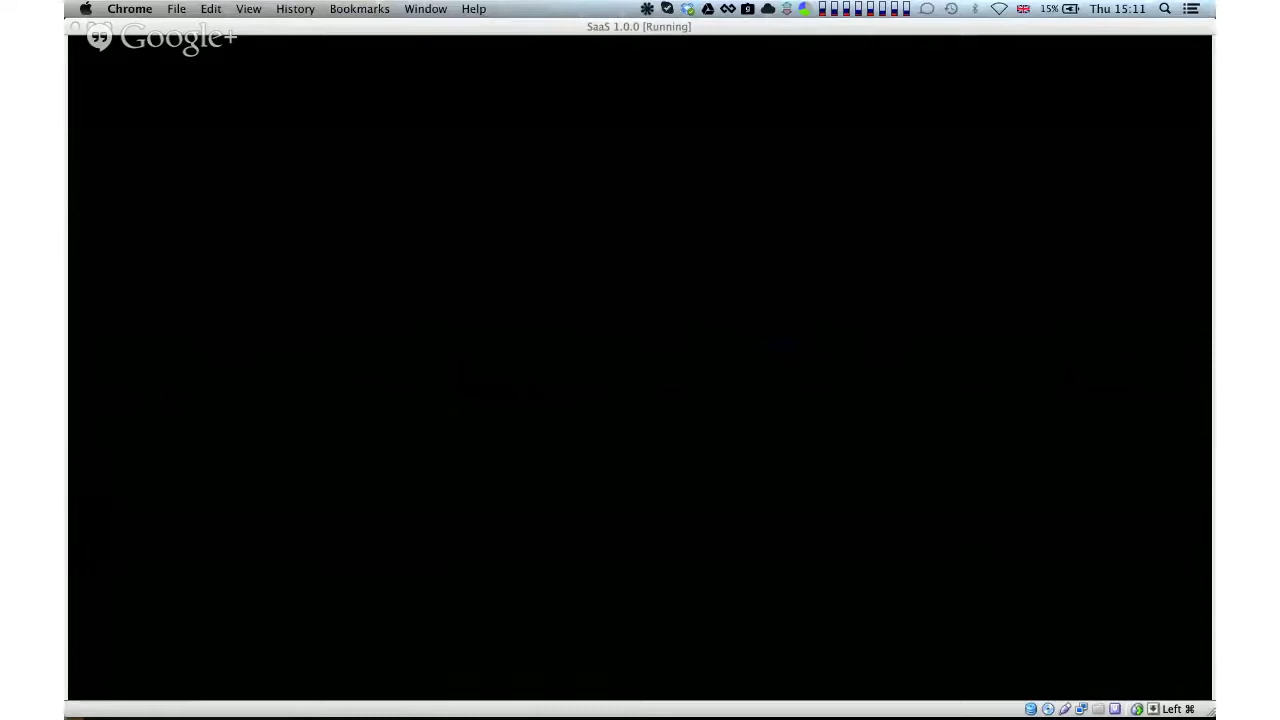 Chrome File Edit View History Bookmarks Window Help 15% Thu 15:11
SaaS 1.0.0 [Running]
Google+
Left ⌘